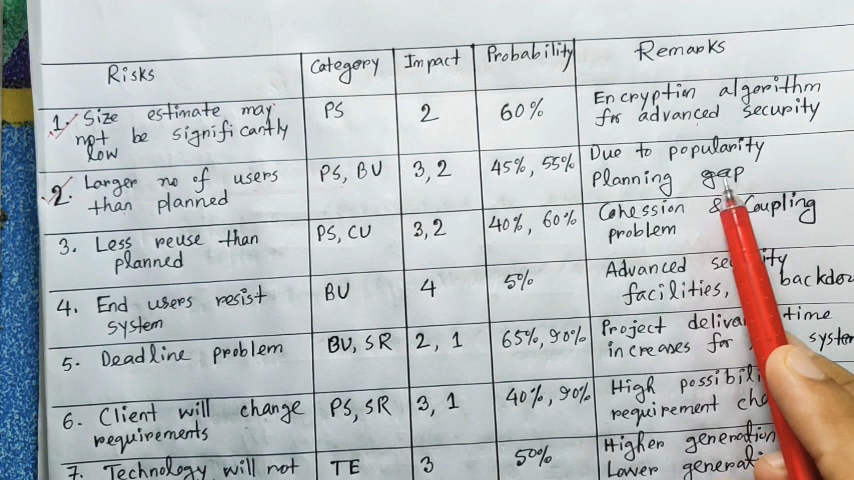 Risks Category Impact Probability Remarks
1. Size estimate may PS 2 60% Encryption algorithm
not be significantly for advanced security
low
2. Larger no of users PS, BU 3, 2 45%, 55% Due to popularity
than planned Planning gap
3. Less reuse than PS, CU 3, 2 40%, 60% Cohession & Coupling
planned problem
4. End users resist BU 4 5% Advanced
system facilities,
5. Deadline problem BU, SR 2, 1 65%, 90% Project time
increases for
6. Client will change PS, SR 3, 1 40%, 90% High
requirements requirement
7. Technology will not TE 3 50% Higher generation
Lower